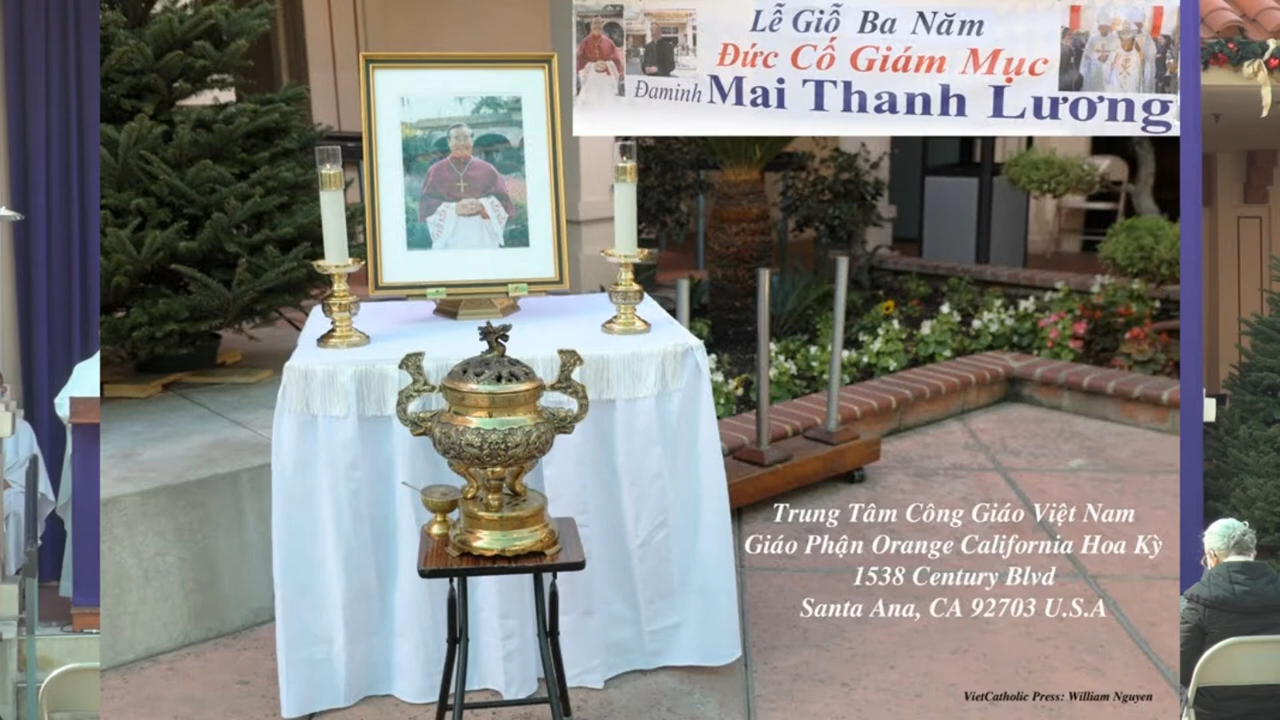 Lễ Giỗ Ba Năm
Đức Cố Giám Mục
Đaminh Mai Thanh Lương
Trung Tâm Công Giáo Việt Nam
Giáo Phận Orange California Hoa Kỳ
1538 Century Blvd
Santa Ana, CA 92703 U.S.A
VietCatholic Press: William Nguyen